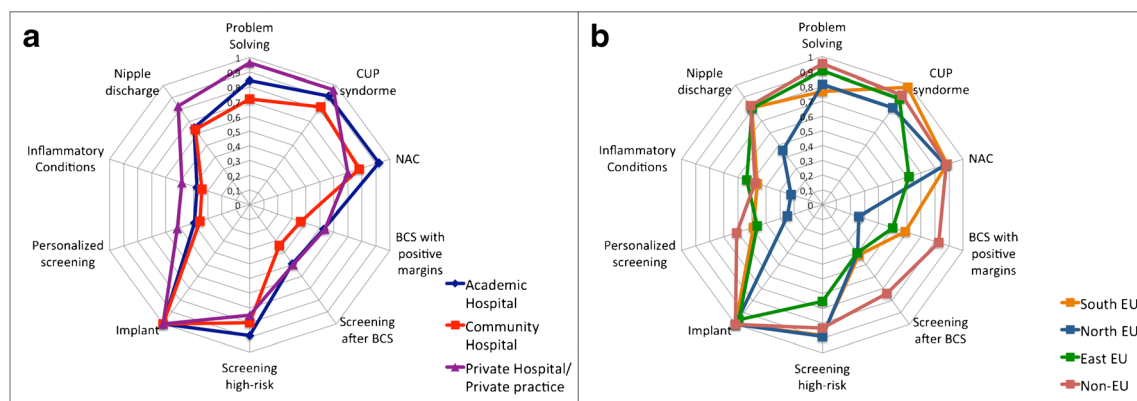 a
Problem
Solving
CUP
syndorme
NAC
BCS with
positive
margins
Screening
after BCS
Screening
high-risk
Implant
Personalized
screening
Inflammatory
Conditions
Nipple
discharge
1
0,9
0,8
0,7
0,6
0,5
0,4
0,3
0,2
0,1
0
Academic
Hospital
Community
Hospital
Private Hospital/
Private practice
b
Problem
Solving
CUP
syndorme
NAC
BCS with
positive
margins
Screening
after BCS
Screening
high-risk
Implant
Personalized
screening
Inflammatory
Conditions
Nipple
discharge
1
0,9
0,8
0,7
0,6
0,5
0,4
0,3
0,2
0,1
0
South EU
North EU
East EU
Non-EU